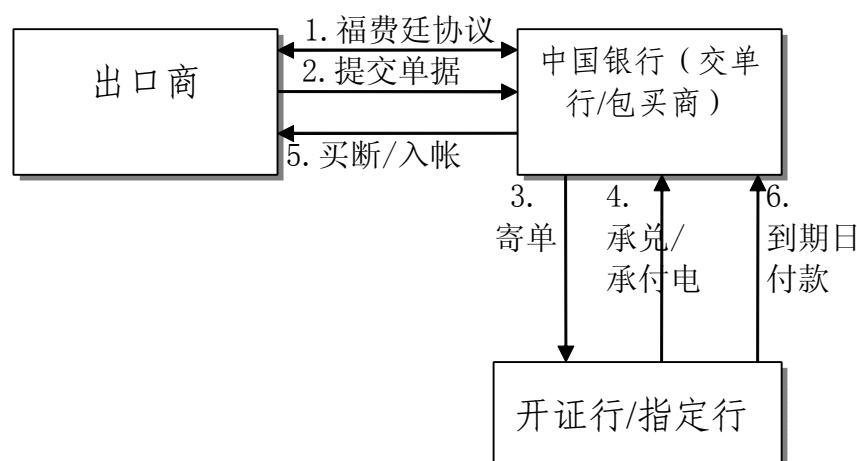 1.福费廷协议
出口商
2.提交单据
中国银行（交单
行/包买商）
5.买断/入帐
3.
寄单
4.
承兑/
承付电
6.
到期日
付款
开证行/指定行